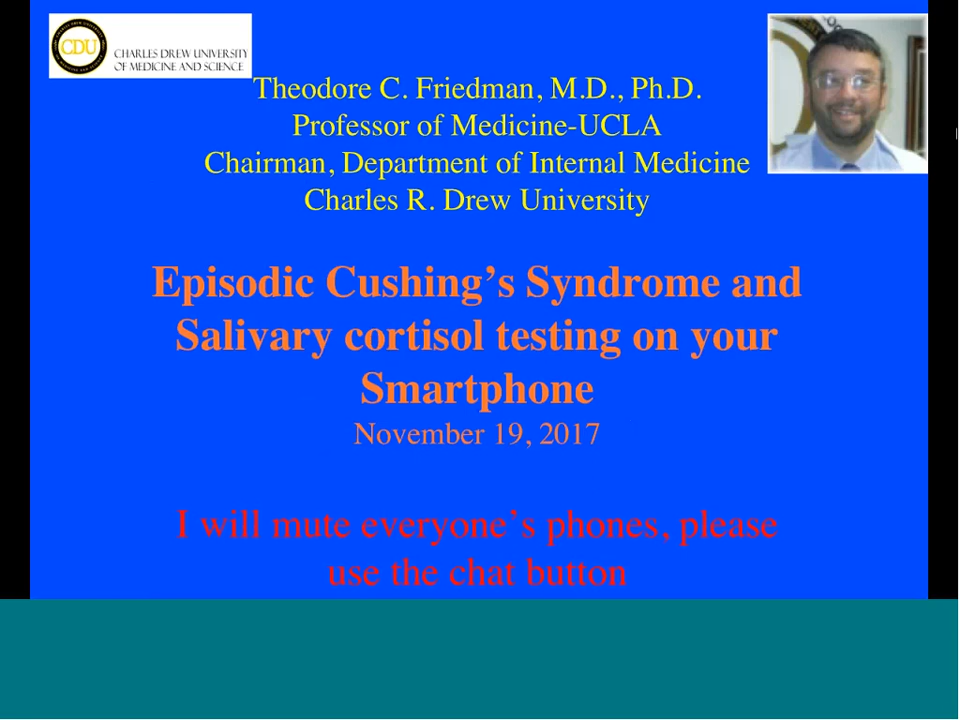 CDU
CHARLES DREW UNIVERSITY
OF MEDICINE AND SCIENCE
Theodore C. Friedman, M.D., Ph.D.
Professor of Medicine-UCLA
Chairman, Department of Internal Medicine
Charles R. Drew University
Episodic Cushing’s Syndrome and
Salivary cortisol testing on your
Smartphone
November 19, 2017
I will mute everyone’s phones, please
use the chat button